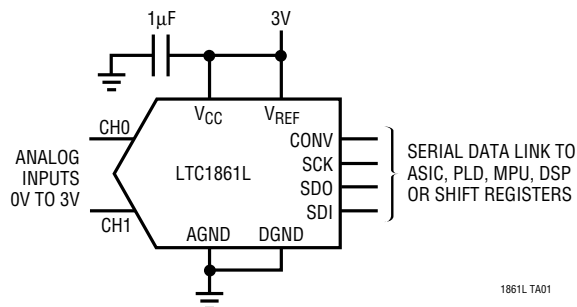 1µF
3V
VCC
VREF
CH0
CONV
ANALOG
INPUTS
0V TO 3V
LTC1861L
SCK
SDO
SDI
SERIAL DATA LINK TO
ASIC, PLD, MPU, DSP
OR SHIFT REGISTERS
CH1
AGND
DGND
1861L TA01